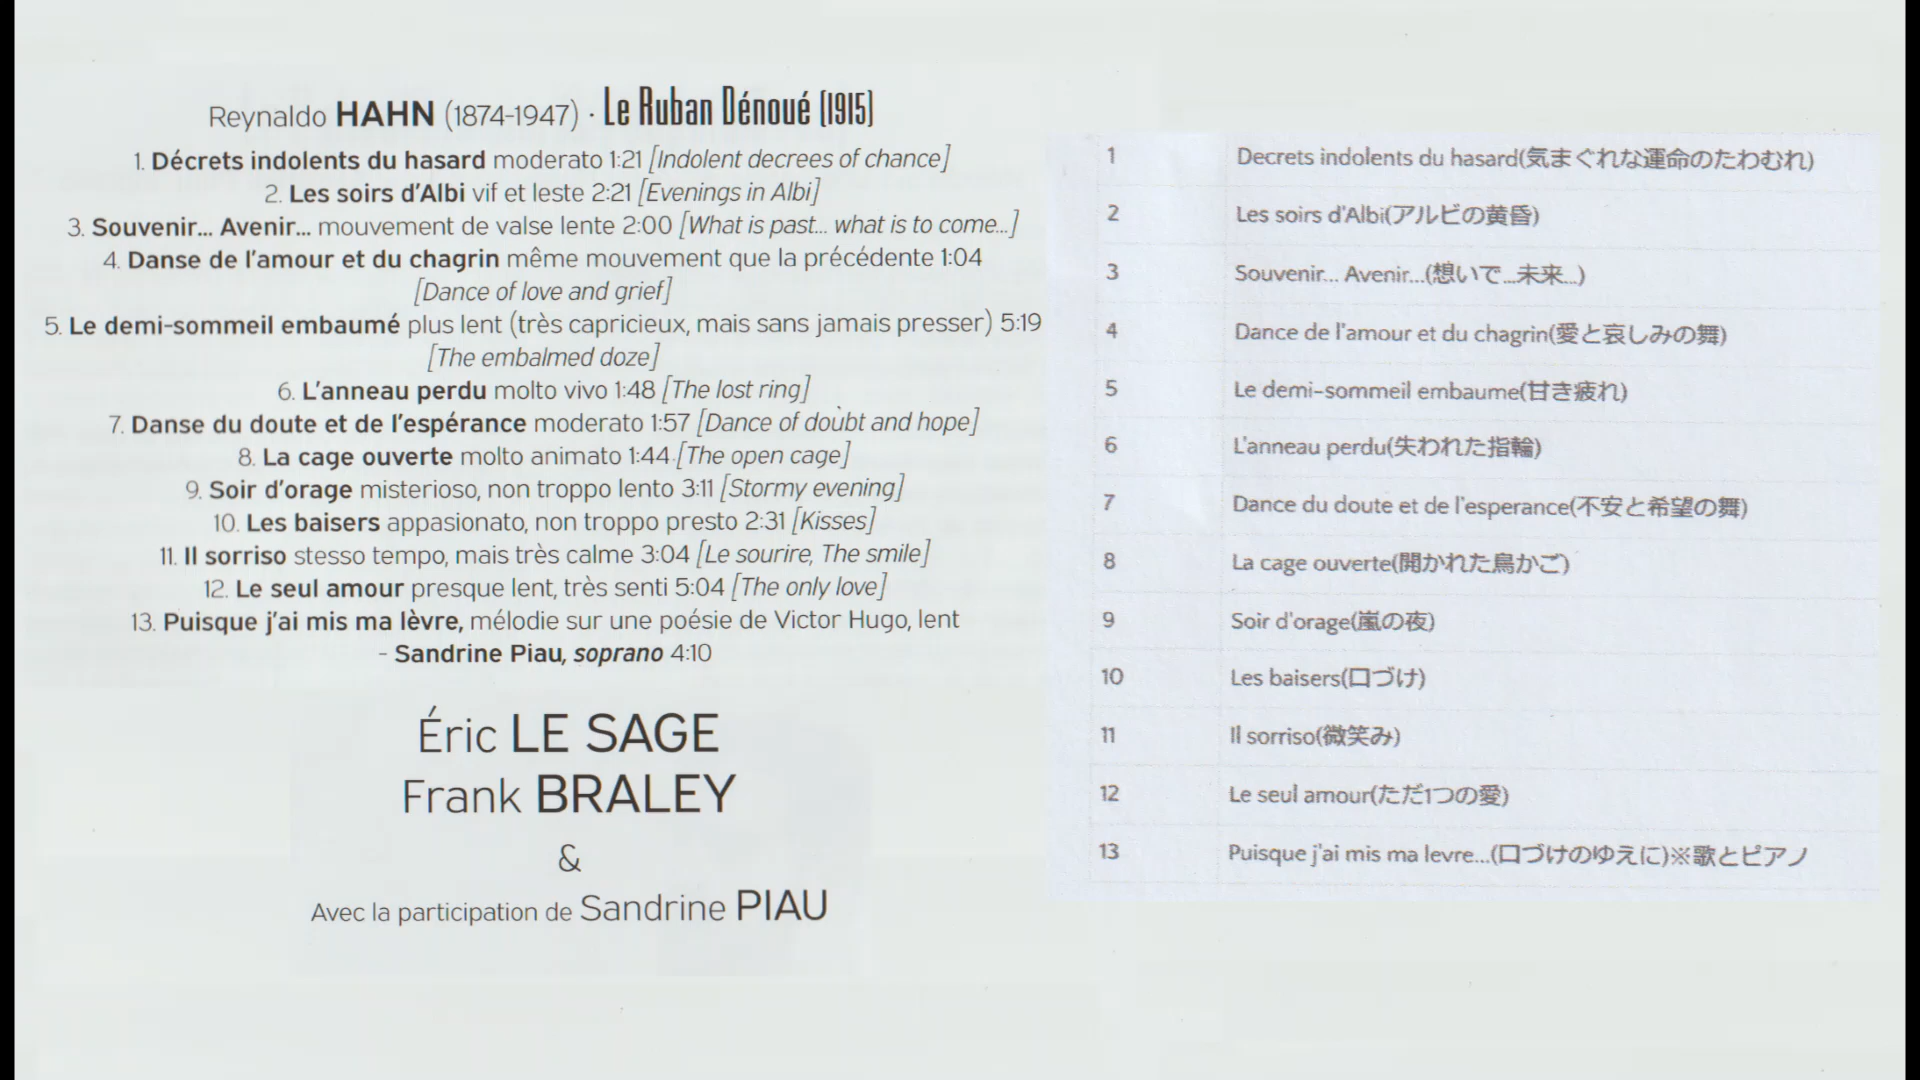 Reynaldo HAHN (1874-1947) · Le Ruban Dénoué (1915)
1. Décrets indolents du hasard moderato 1:21 [Indolent decrees of chance]
2. Les soirs d'Albi vif et leste 2:21 [Evenings in Albi]
3. Souvenir... Avenir... mouvement de valse lente 2:00 [What is past... what is to come...]
4. Danse de l'amour et du chagrin même mouvement que la précédente 1:04
[Dance of love and grief]
5. Le demi-sommeil embaumé plus lent (très capricieux, mais sans jamais presser) 5:19
[The embalmed doze]
6. L'anneau perdu molto vivo 1:48 [The lost ring]
7. Danse du doute et de l'espérance moderato 1:57 [Dance of doubt and hope]
8. La cage ouverte molto animato 1:44 [The open cage]
9. Soir d'orage misterioso, non troppo lento 3:11 [Stormy evening]
10. Les baisers appasionato, non troppo presto 2:31 [Kisses]
11. Il sorriso stesso tempo, mais très calme 3:04 [Le sourire, The smile]
12. Le seul amour presque lent, très senti 5:04 [The only love]
13. Puisque j'ai mis ma lèvre, mélodie sur une poésie de Victor Hugo, lent
- Sandrine Piau, soprano 4:10
Éric LE SAGE
Frank BRALEY
&
Avec la participation de Sandrine PIAU
1 Decrets indolents du hasard(気まぐれな運命のたわむれ)
2 Les soirs d'Albi(アルビの黄昏)
3 Souvenir... Avenir...(想いで...未来...)
4 Dance de l'amour et du chagrin(愛と哀しみの舞)
5 Le demi-sommeil embaume(甘き疲れ)
6 L'anneau perdu(失われた指輪)
7 Dance du doute et de l'esperance(不安と希望の舞)
8 La cage ouverte(開かれた鳥かご)
9 Soir d'orage(嵐の夜)
10 Les baisers(口づけ)
11 Il sorriso(微笑み)
12 Le seul amour(ただ1つの愛)
13 Puisque j'ai mis ma levre...(口づけのゆえに)※歌とピアノ